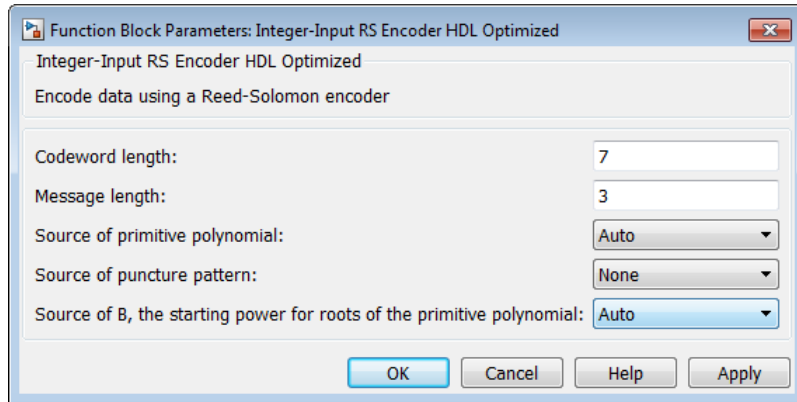 Function Block Parameters: Integer-Input RS Encoder HDL Optimized
Integer-Input RS Encoder HDL Optimized
Encode data using a Reed-Solomon encoder
Codeword length: 7
Message length: 3
Source of primitive polynomial: Auto
Source of puncture pattern: None
Source of B, the starting power for roots of the primitive polynomial: Auto
OK Cancel Help Apply